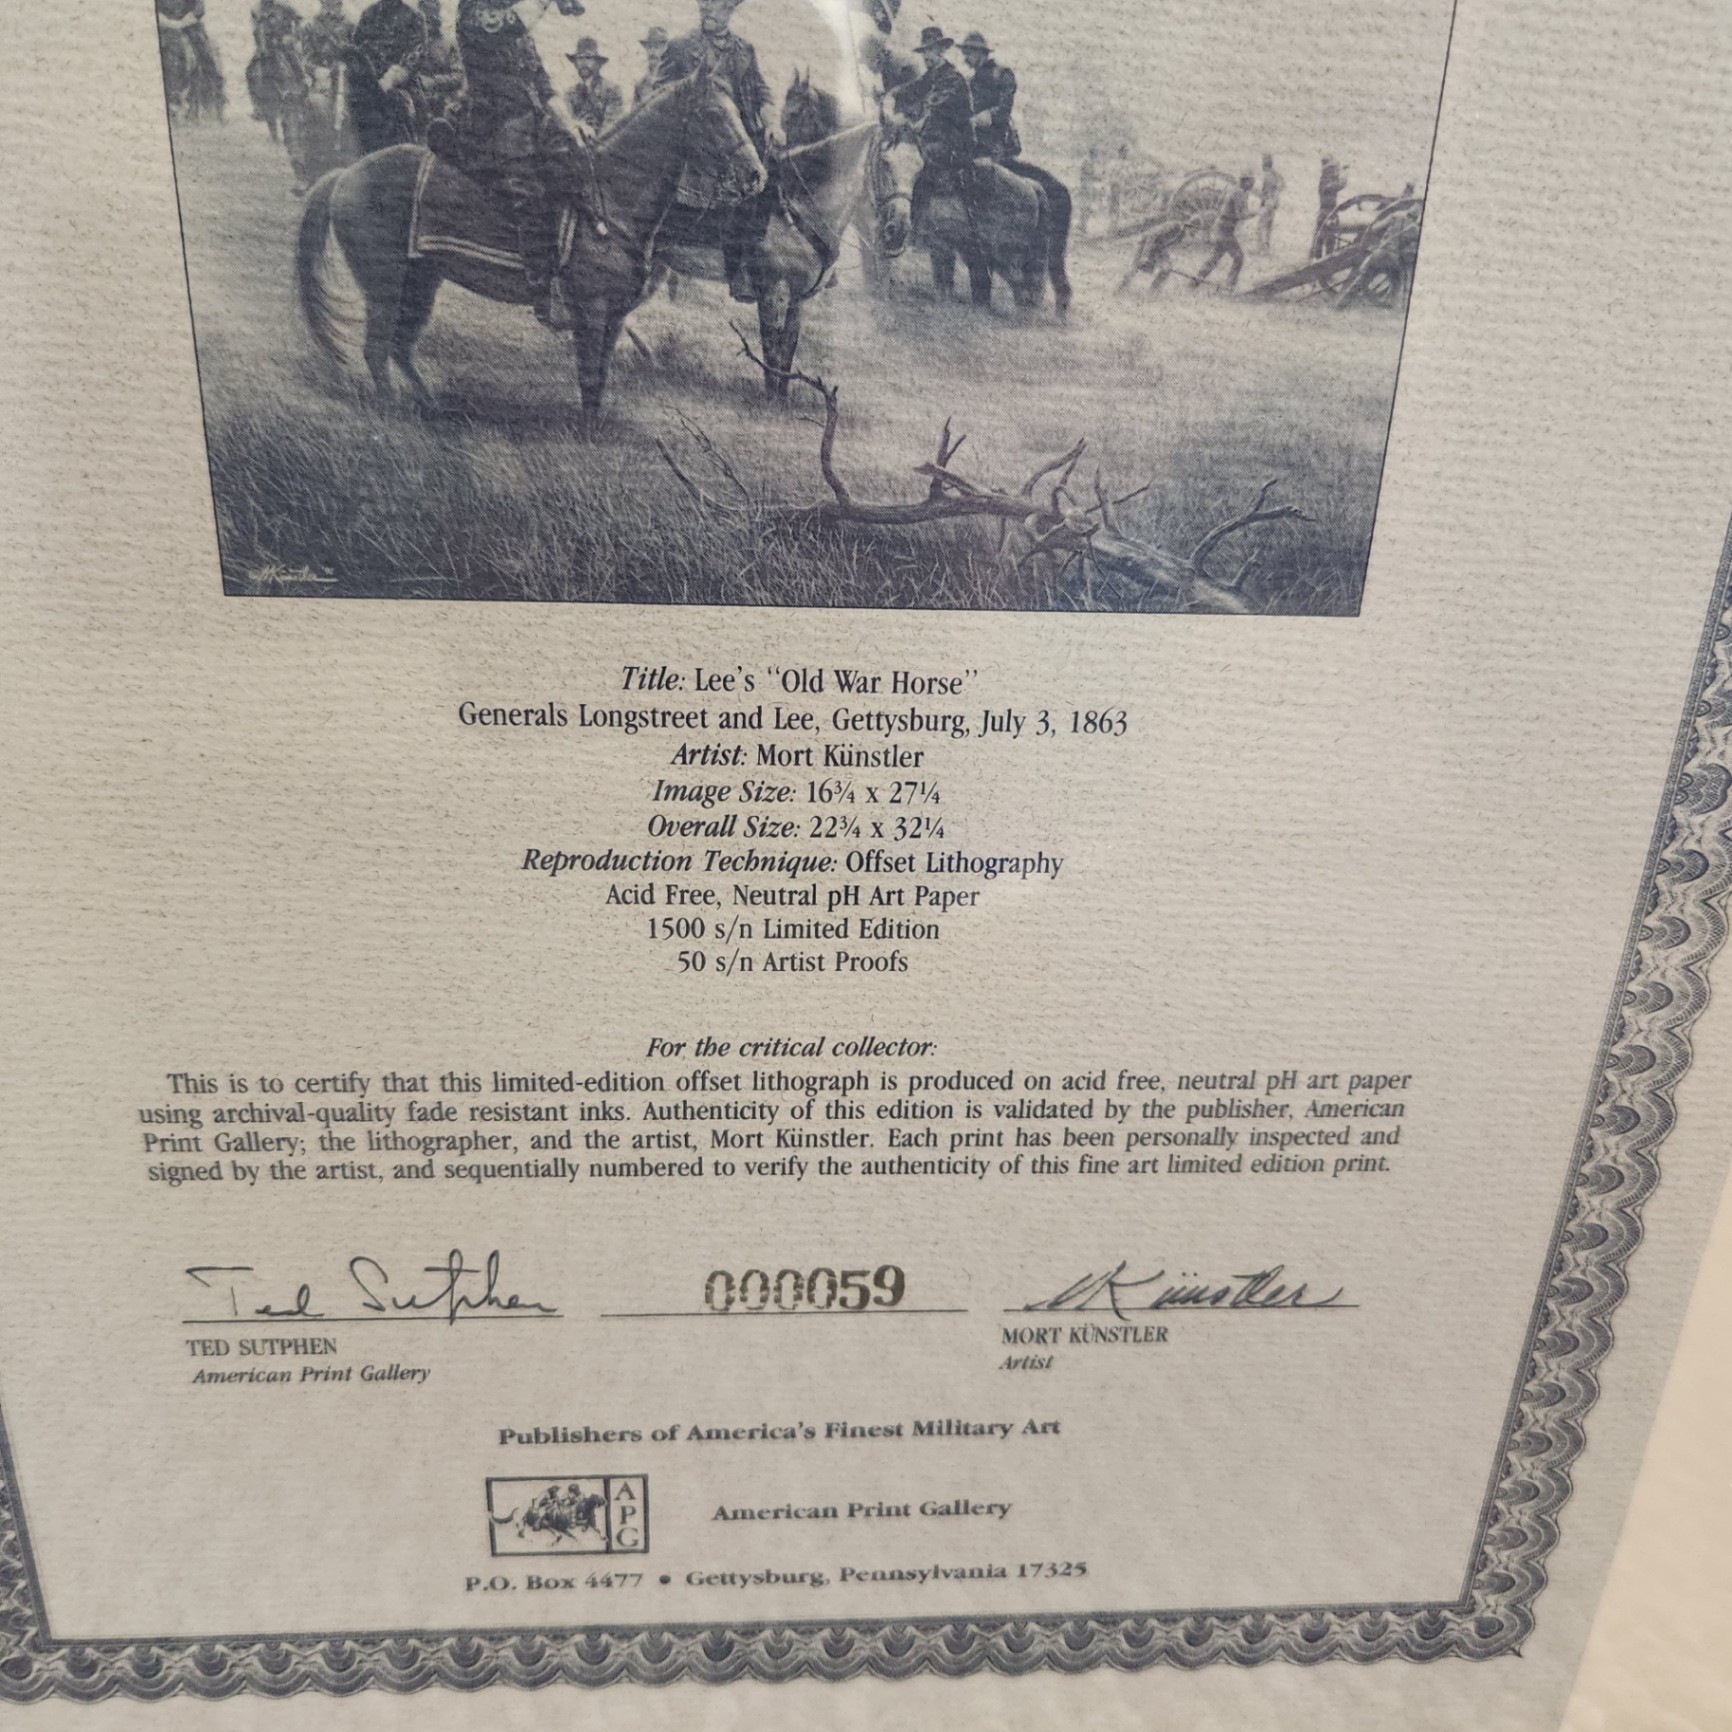 M Künstler
Title: Lee's "Old War Horse"
Generals Longstreet and Lee, Gettysburg, July 3, 1863
Artist: Mort Künstler
Image Size: 16¾ x 27¼
Overall Size: 22¾ x 32¼
Reproduction Technique: Offset Lithography
Acid Free, Neutral pH Art Paper
1500 s/n Limited Edition
50 s/n Artist Proofs
For the critical collector:
This is to certify that this limited-edition offset lithograph is produced on acid free, neutral pH art paper
using archival-quality fade resistant inks. Authenticity of this edition is validated by the publisher, American
Print Gallery; the lithographer, and the artist, Mort Künstler. Each print has been personally inspected and
signed by the artist, and sequentially numbered to verify the authenticity of this fine art limited edition print.
Ted Sutphen 000059 M Künstler
TED SUTPHEN MORT KÜNSTLER
American Print Gallery Artist
Publishers of America's Finest Military Art
APG American Print Gallery
P.O. Box 4477 • Gettysburg, Pennsylvania 17325